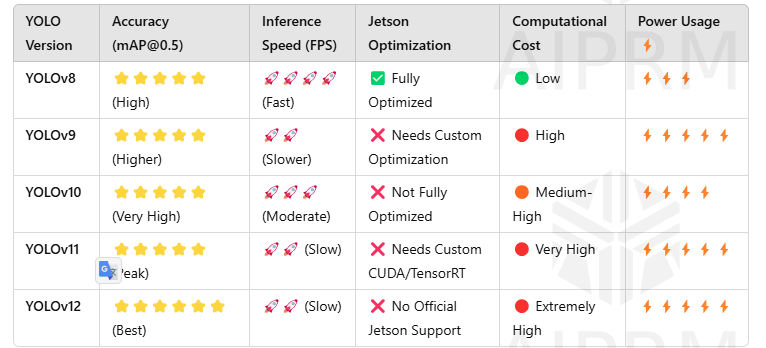 YOLO Version
Accuracy (mAP@0.5)
Inference Speed (FPS)
Jetson Optimization
Computational Cost
Power Usage ⚡
YOLOv8
⭐⭐⭐⭐⭐ (High)
🚀🚀🚀🚀 (Fast)
✅ Fully Optimized
🟢 Low
⚡⚡⚡
YOLOv9
⭐⭐⭐⭐⭐ (Higher)
🚀🚀 (Slower)
❌ Needs Custom Optimization
🔴 High
⚡⚡⚡⚡⚡
YOLOv10
⭐⭐⭐⭐⭐ (Very High)
🚀🚀🚀 (Moderate)
❌ Not Fully Optimized
🟠 Medium-High
⚡⚡⚡⚡
YOLOv11
⭐⭐⭐⭐⭐ eak)
🚀🚀 (Slow)
❌ Needs Custom CUDA/TensorRT
🔴 Very High
⚡⚡⚡⚡⚡
YOLOv12
⭐⭐⭐⭐⭐⭐ (Best)
🚀🚀 (Slow)
❌ No Official Jetson Support
🔴 Extremely High
⚡⚡⚡⚡⚡
AIPRM
AIPRM